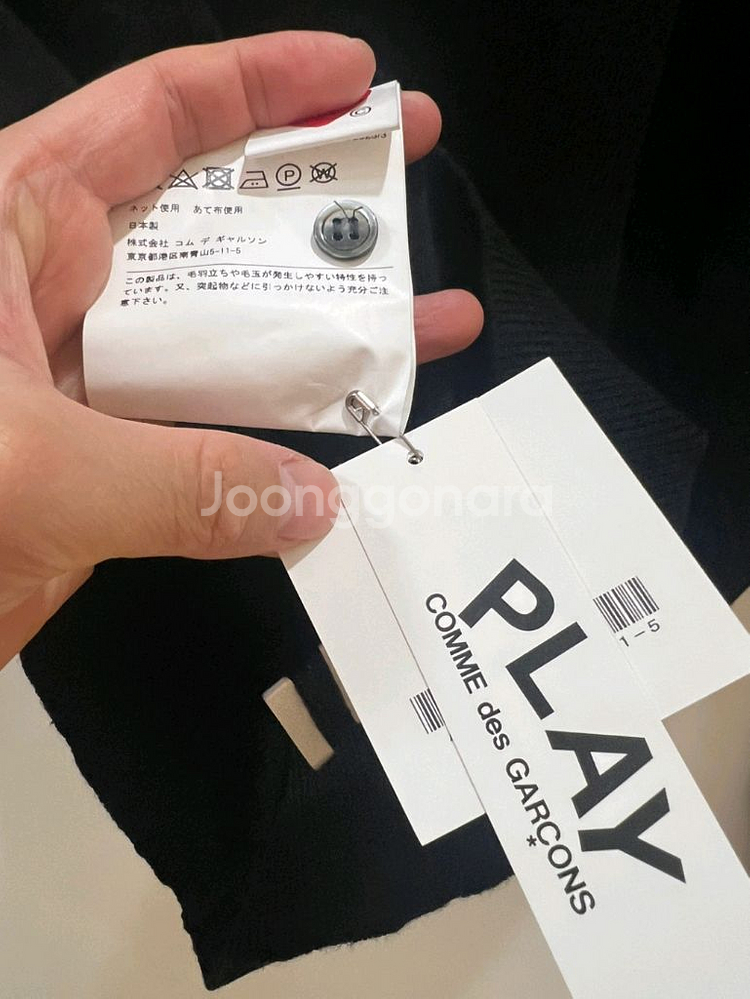 ネット使用 あて布使用
日本製
株式会社 コム デ ギャルソン
東京都港区南青山5-11-5
この製品は、毛羽立ちや毛玉が発生しやすい特性を持っ
ています。又、突起物などに引っかけないよう充分ご注
意下さい。
Joonggonara
1-5
PLAY
COMME des GARÇONS
*